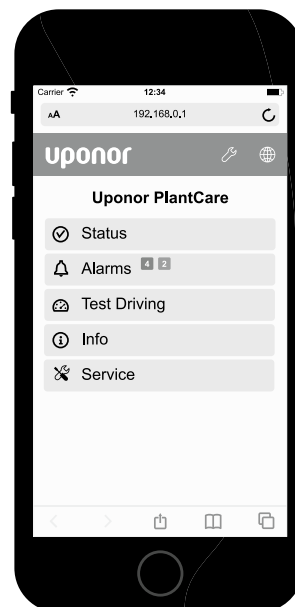 Carrier 12:34
AA 192.168.0.1
uponor
Uponor PlantCare
Status
Alarms 4 2
Test Driving
Info
Service